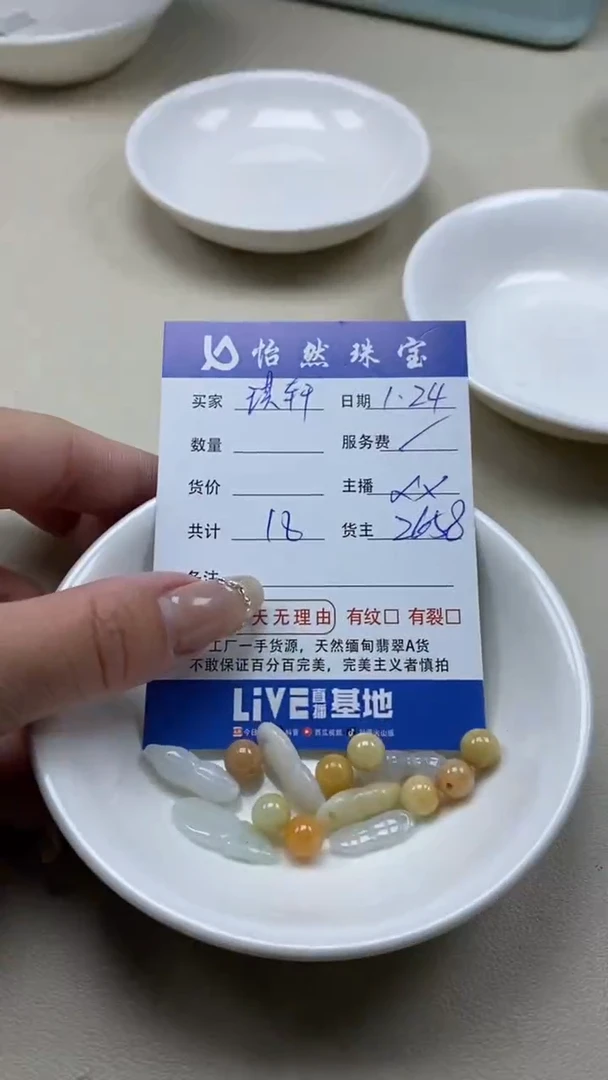 怡然珠宝
买家 琪轩 日期 1.24
数量 服务费 /
货价 主播 xx
共计 18 货主 2658
天无理由 有纹□ 有裂□
工厂一手货源，天然缅甸翡翠A货
不敢保证百分百完美，完美主义者慎拍
LiVE直播基地